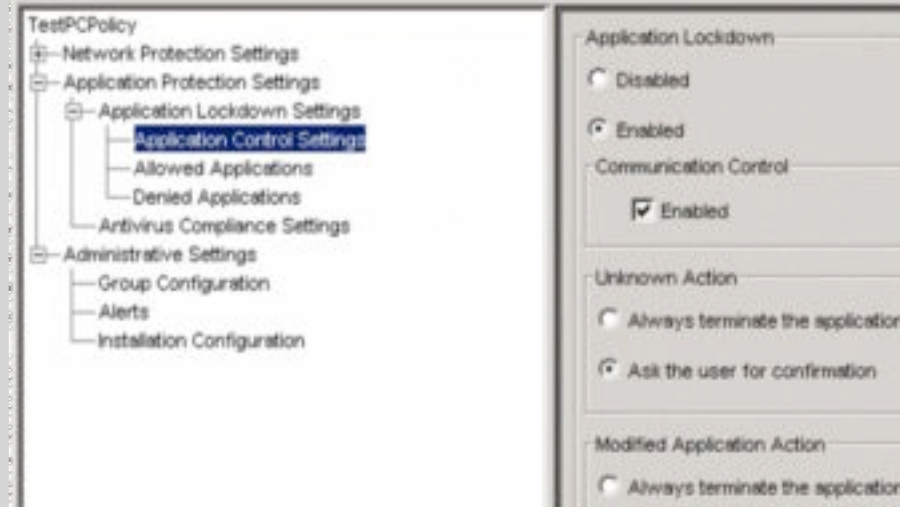 TestPCPolicy
Network Protection Settings
Application Protection Settings
Application Lockdown Settings
Application Control Settings
Allowed Applications
Denied Applications
Antivirus Compliance Settings
Administrative Settings
Group Configuration
Alerts
Installation Configuration
Application Lockdown
Disabled
Enabled
Communication Control
Enabled
Unknown Action
Always terminate the application
Ask the user for confirmation
Modified Application Action
Always terminate the application